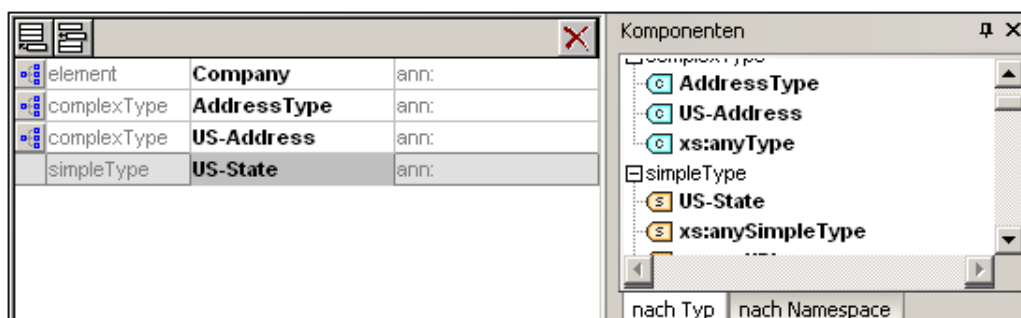 element Company ann:
complexType AddressType ann:
complexType US-Address ann:
simpleType US-State ann:
Komponenten
complexType
C AddressType
C US-Address
C xs:anyType
simpleType
S US-State
S xs:anySimpleType
nach Typ nach Namespace